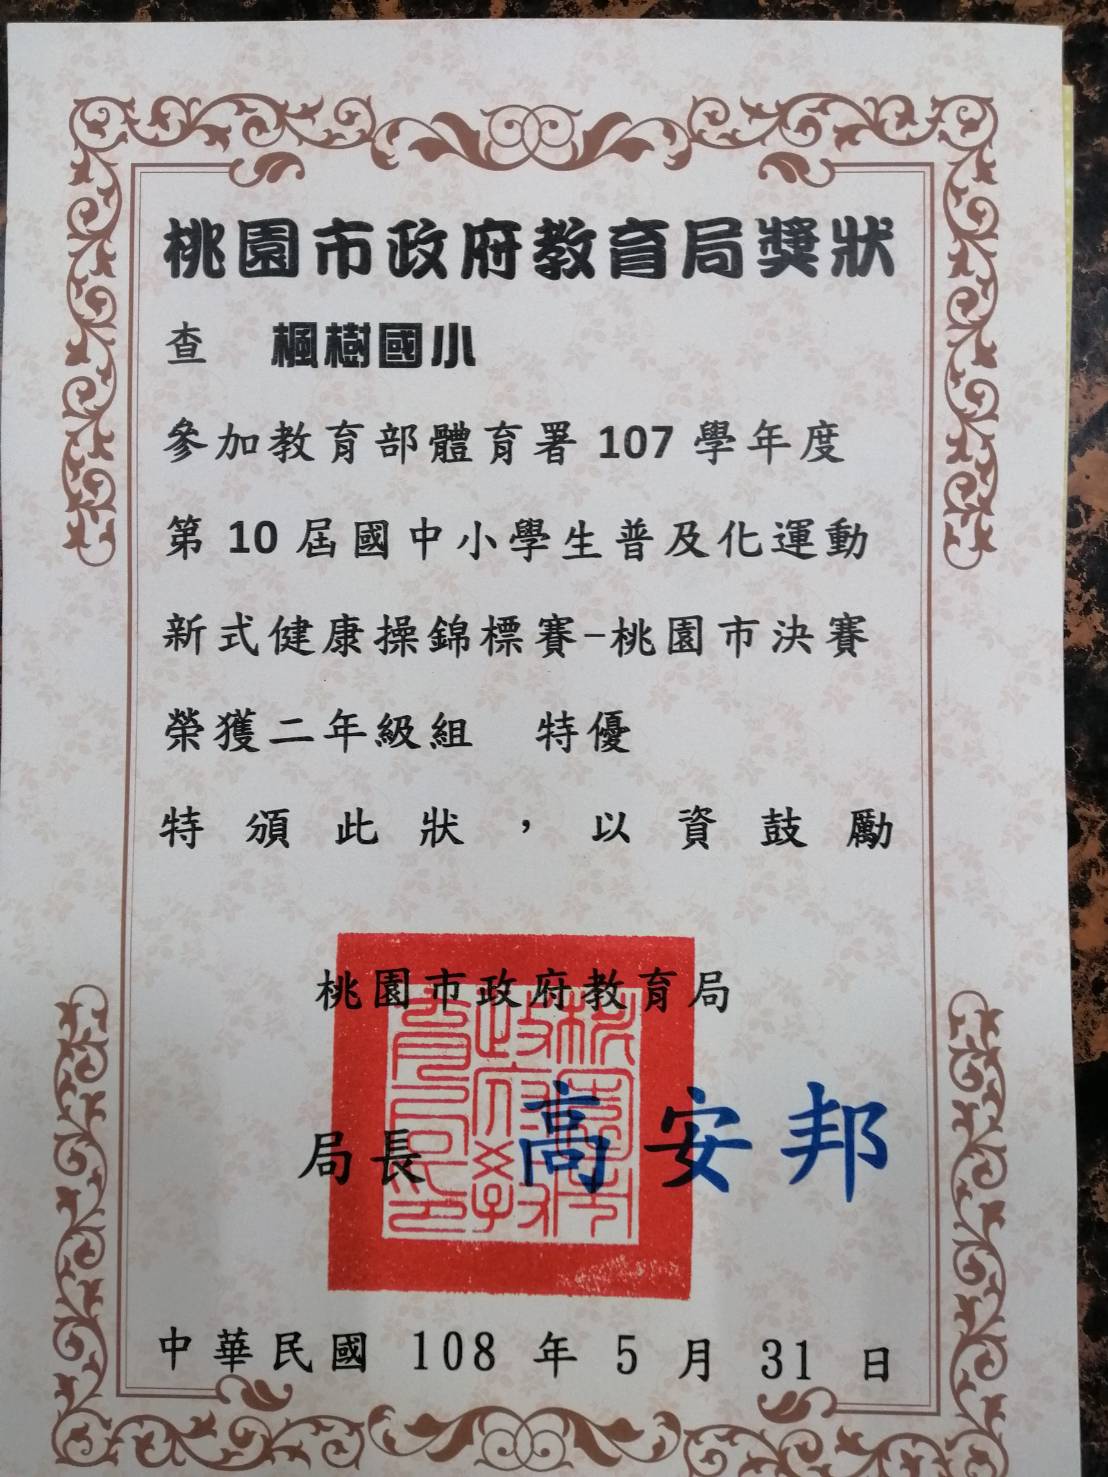 桃園市政府教育局獎狀
查 楓樹國小
參加教育部體育署 107 學年度
第 10 屆國中小學生普及化運動
新式健康操錦標賽-桃園市決賽
榮獲二年級組 特優
特頒此狀，以資鼓勵
桃園市政府教育局
局長 高安邦
中華民國 108 年 5 月 31 日